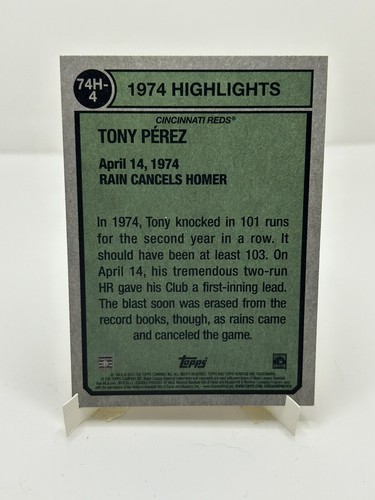 74H-
4
1974 HIGHLIGHTS
CINCINNATI REDS®
TONY PÉREZ
April 14, 1974
RAIN CANCELS HOMER
In 1974, Tony knocked in 101 runs
for the second year in a row. It
should have been at least 103. On
April 14, his tremendous two-run
HR gave his Club a first-inning lead.
The blast soon was erased from the
record books, though, as rains came
and canceled the game.
Topps